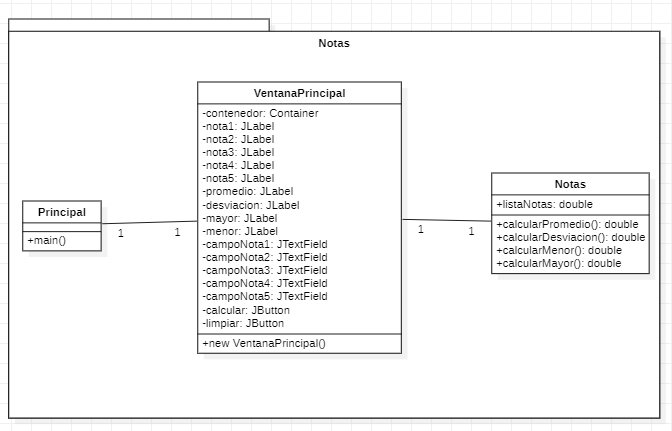 Notas
VentanaPrincipal
-contenedor: Container
-nota1: JLabel
-nota2: JLabel
-nota3: JLabel
-nota4: JLabel
-nota5: JLabel
-promedio: JLabel
-desviacion: JLabel
-mayor: JLabel
-menor: JLabel
-campoNota1: JTextField
-campoNota2: JTextField
-campoNota3: JTextField
-campoNota4: JTextField
-campoNota5: JTextField
-calcular: JButton
-limpiar: JButton
+new VentanaPrincipal()
Principal
+main()
1
1
1
1
Notas
+listaNotas: double
+calcularPromedio(): double
+calcularDesviacion(): double
+calcularMenor(): double
+calcularMayor(): double